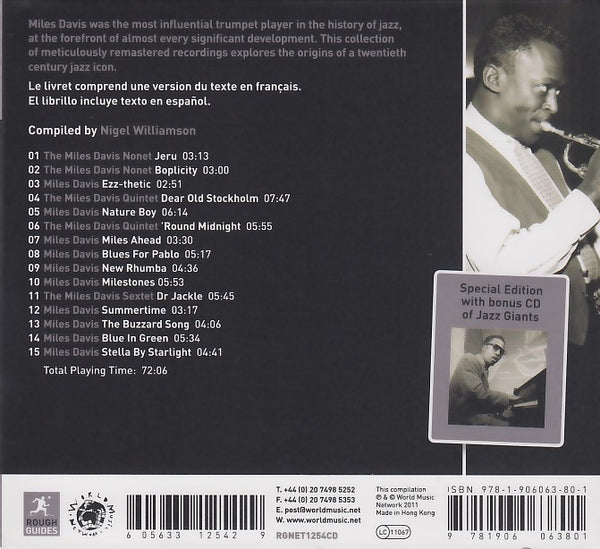 Miles Davis was the most influential trumpet player in the history of jazz,
at the forefront of almost every significant development. This collection
of meticulously remastered recordings explores the origins of a twentieth
century jazz icon.
Le livret comprend une version du texte en français.
El librillo incluye texto en español.
Compiled by Nigel Williamson
01 The Miles Davis Nonet Jeru 03:13
02 The Miles Davis Nonet Boplicity 03:00
03 Miles Davis Ezz-thetic 02:51
04 The Miles Davis Quintet Dear Old Stockholm 07:47
05 Miles Davis Nature Boy 06:14
06 The Miles Davis Quintet 'Round Midnight 05:55
07 Miles Davis Miles Ahead 03:30
08 Miles Davis Blues For Pablo 05:17
09 Miles Davis New Rhumba 04:36
10 Miles Davis Milestones 05:53
11 The Miles Davis Sextet Dr Jackle 05:45
12 Miles Davis Summertime 03:17
13 Miles Davis The Buzzard Song 04:06
14 Miles Davis Blue In Green 05:34
15 Miles Davis Stella By Starlight 04:41
Total Playing Time: 72:06
Special Edition
with bonus CD
of Jazz Giants
ROUGH
GUIDES
WORLD MUSIC
NETWORK
6 05633 12542 9
T. +44 (0) 20 7498 5252
F. +44 (0) 20 7498 5353
E. post@worldmusic.net
W. www.worldmusic.net
RGNET1254CD
This compilation
℗ & © World Music
Network 2011
Made in Hong Kong
LC 11067
ISBN 978-1-906063-80-1
9 781906 063801